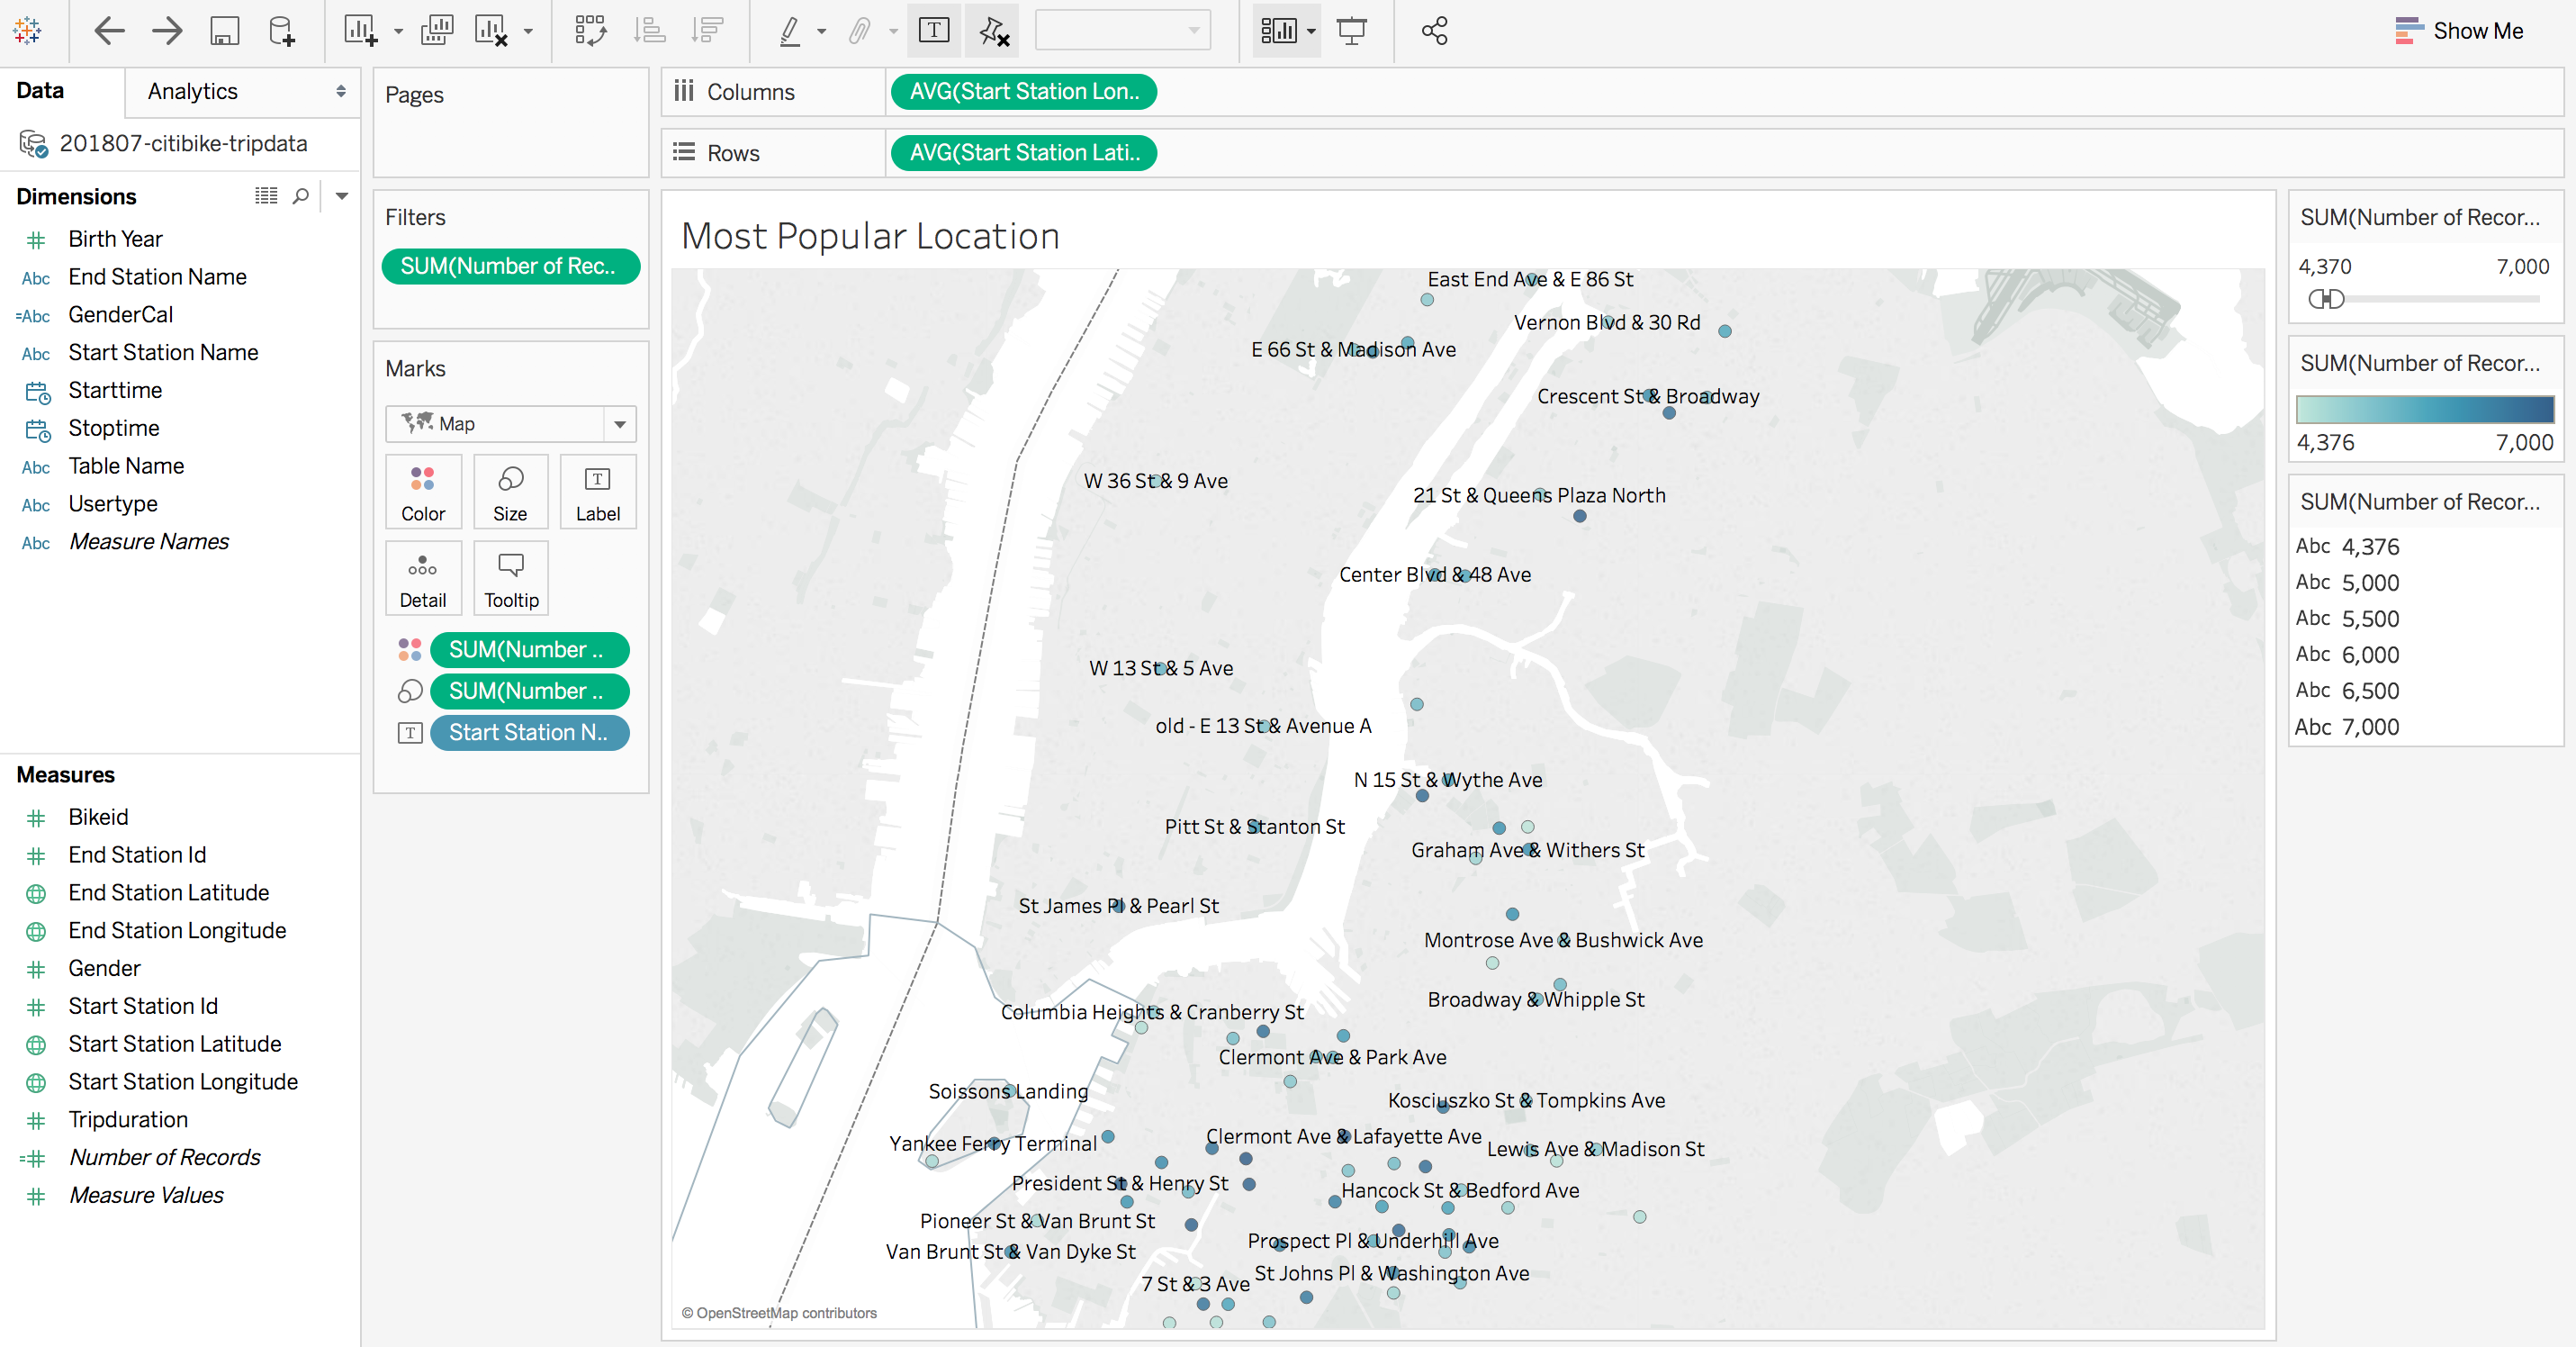 Show Me
Data
Analytics
201807-citibike-tripdata
Dimensions
Birth Year
Abc End Station Name
=Abc GenderCal
Abc Start Station Name
Starttime
Stoptime
Abc Table Name
Abc Usertype
Abc Measure Names
Measures
Bikeid
End Station Id
End Station Latitude
End Station Longitude
Gender
Start Station Id
Start Station Latitude
Start Station Longitude
Tripduration
Number of Records
Measure Values
Pages
Filters
SUM(Number of Rec..
Marks
Map
Color
Size
Label
Detail
Tooltip
SUM(Number ..
SUM(Number ..
Start Station N..
Columns
AVG(Start Station Lon..
Rows
AVG(Start Station Lati..
Most Popular Location
East End Ave & E 86 St
Vernon Blvd & 30 Rd
E 66 St & Madison Ave
Crescent St & Broadway
W 36 St & 9 Ave
21 St & Queens Plaza North
Center Blvd & 48 Ave
W 13 St & 5 Ave
old - E 13 St & Avenue A
N 15 St & Wythe Ave
Pitt St & Stanton St
Graham Ave & Withers St
St James Pl & Pearl St
Montrose Ave & Bushwick Ave
Broadway & Whipple St
Columbia Heights & Cranberry St
Clermont Ave & Park Ave
Soissons Landing
Kosciuszko St & Tompkins Ave
Yankee Ferry Terminal
Clermont Ave & Lafayette Ave
Lewis Ave & Madison St
President St & Henry St
Hancock St & Bedford Ave
Pioneer St & Van Brunt St
Prospect Pl & Underhill Ave
Van Brunt St & Van Dyke St
St Johns Pl & Washington Ave
7 St & 3 Ave
© OpenStreetMap contributors
SUM(Number of Recor...
4,370 7,000
SUM(Number of Recor...
4,376 7,000
SUM(Number of Recor...
Abc 4,376
Abc 5,000
Abc 5,500
Abc 6,000
Abc 6,500
Abc 7,000